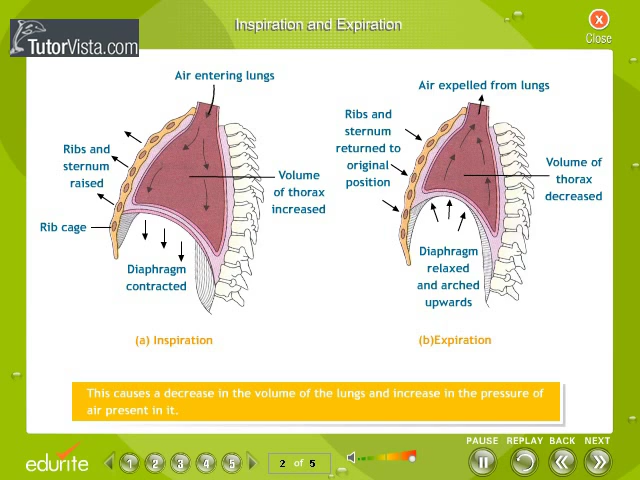 Inspiration and Expiration
X
Close
TutorVista.com
Air entering lungs
Ribs and
sternum
raised
Volume
of thorax
increased
Rib cage
Diaphragm
contracted
(a) Inspiration
Air expelled from lungs
Ribs and
sternum
returned to
original
position
Volume of
thorax
decreased
Diaphragm
relaxed
and arched
upwards
(b)Expiration
This causes a decrease in the volume of the lungs and increase in the pressure of
air present in it.
edurite
1 2 3 4 5
2 of 5
PAUSE REPLAY BACK NEXT